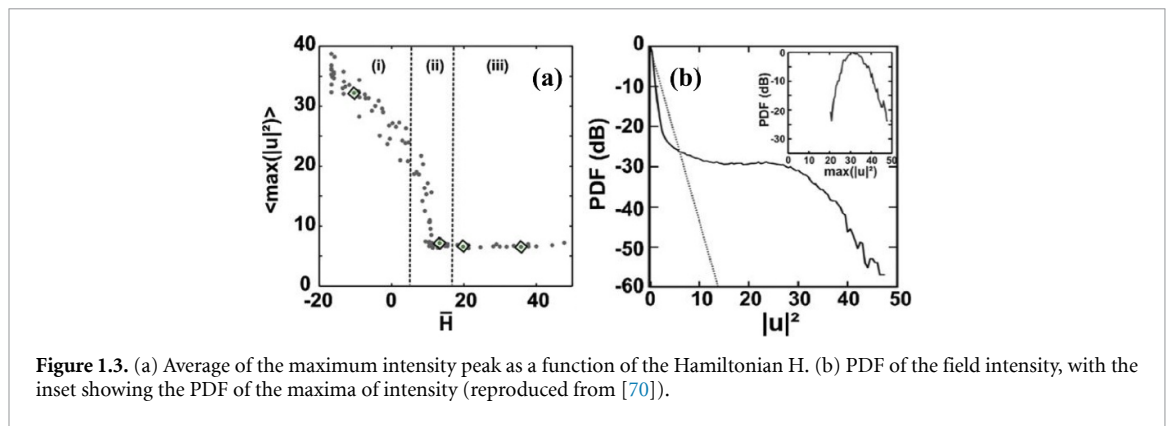 40
30
20
10
0
-20 0 20 40
(i) (ii) (iii) (a)
<max(|u|²)>
H̅
0
-10
-20
-30
-40
-50
-60
0 10 20 30 40 50
(b)
PDF (dB)
|u|²
0
-10
-20
-30
0 10 20 30 40 50
PDF (dB)
max(|u|²)
Figure 1.3. (a) Average of the maximum intensity peak as a function of the Hamiltonian H. (b) PDF of the field intensity, with the
inset showing the PDF of the maxima of intensity (reproduced from [70]).